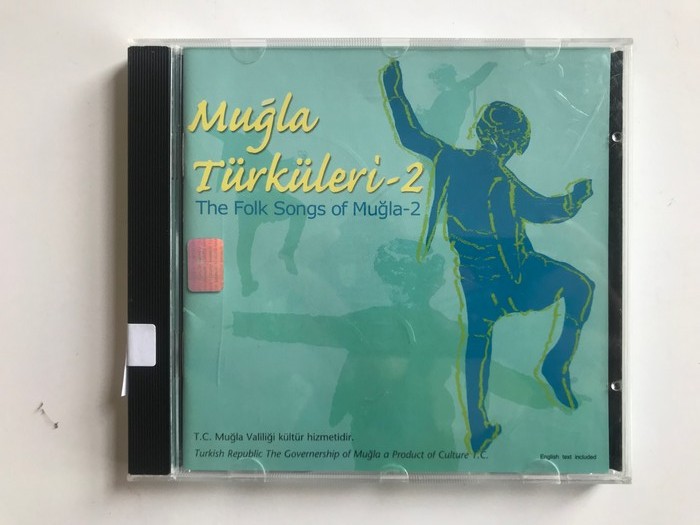 Muğla
Türküleri-2
The Folk Songs of Muğla-2
T.C. Muğla Valiliği kültür hizmetidir.
Turkish Republic The Governership of Muğla a Product of Culture T.C.
English text included